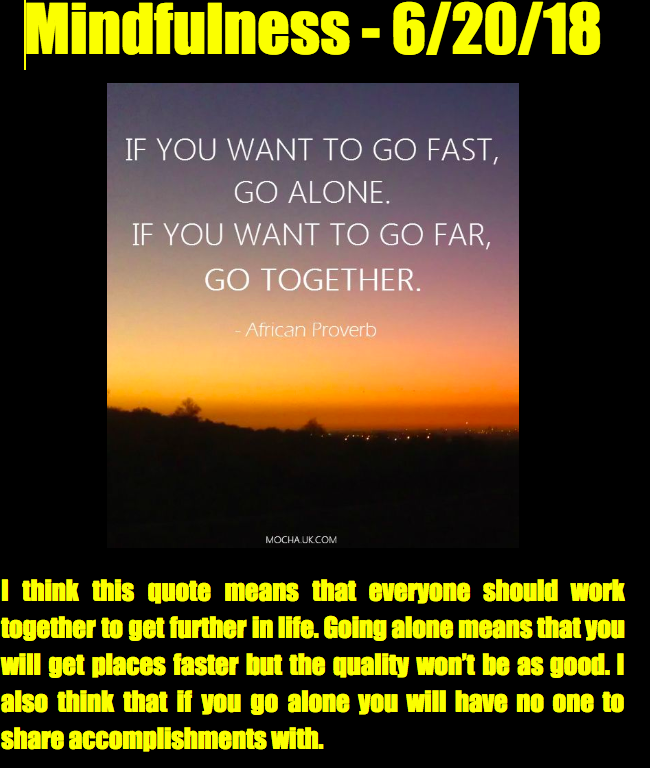 Mindfulness - 6/20/18
IF YOU WANT TO GO FAST,
GO ALONE.
IF YOU WANT TO GO FAR,
GO TOGETHER.
- African Proverb
MOCHA.UK.COM
I think this quote means that everyone should work
together to get further in life. Going alone means that you
will get places faster but the quality won't be as good. I
also think that if you go alone you will have no one to
share accomplishments with.